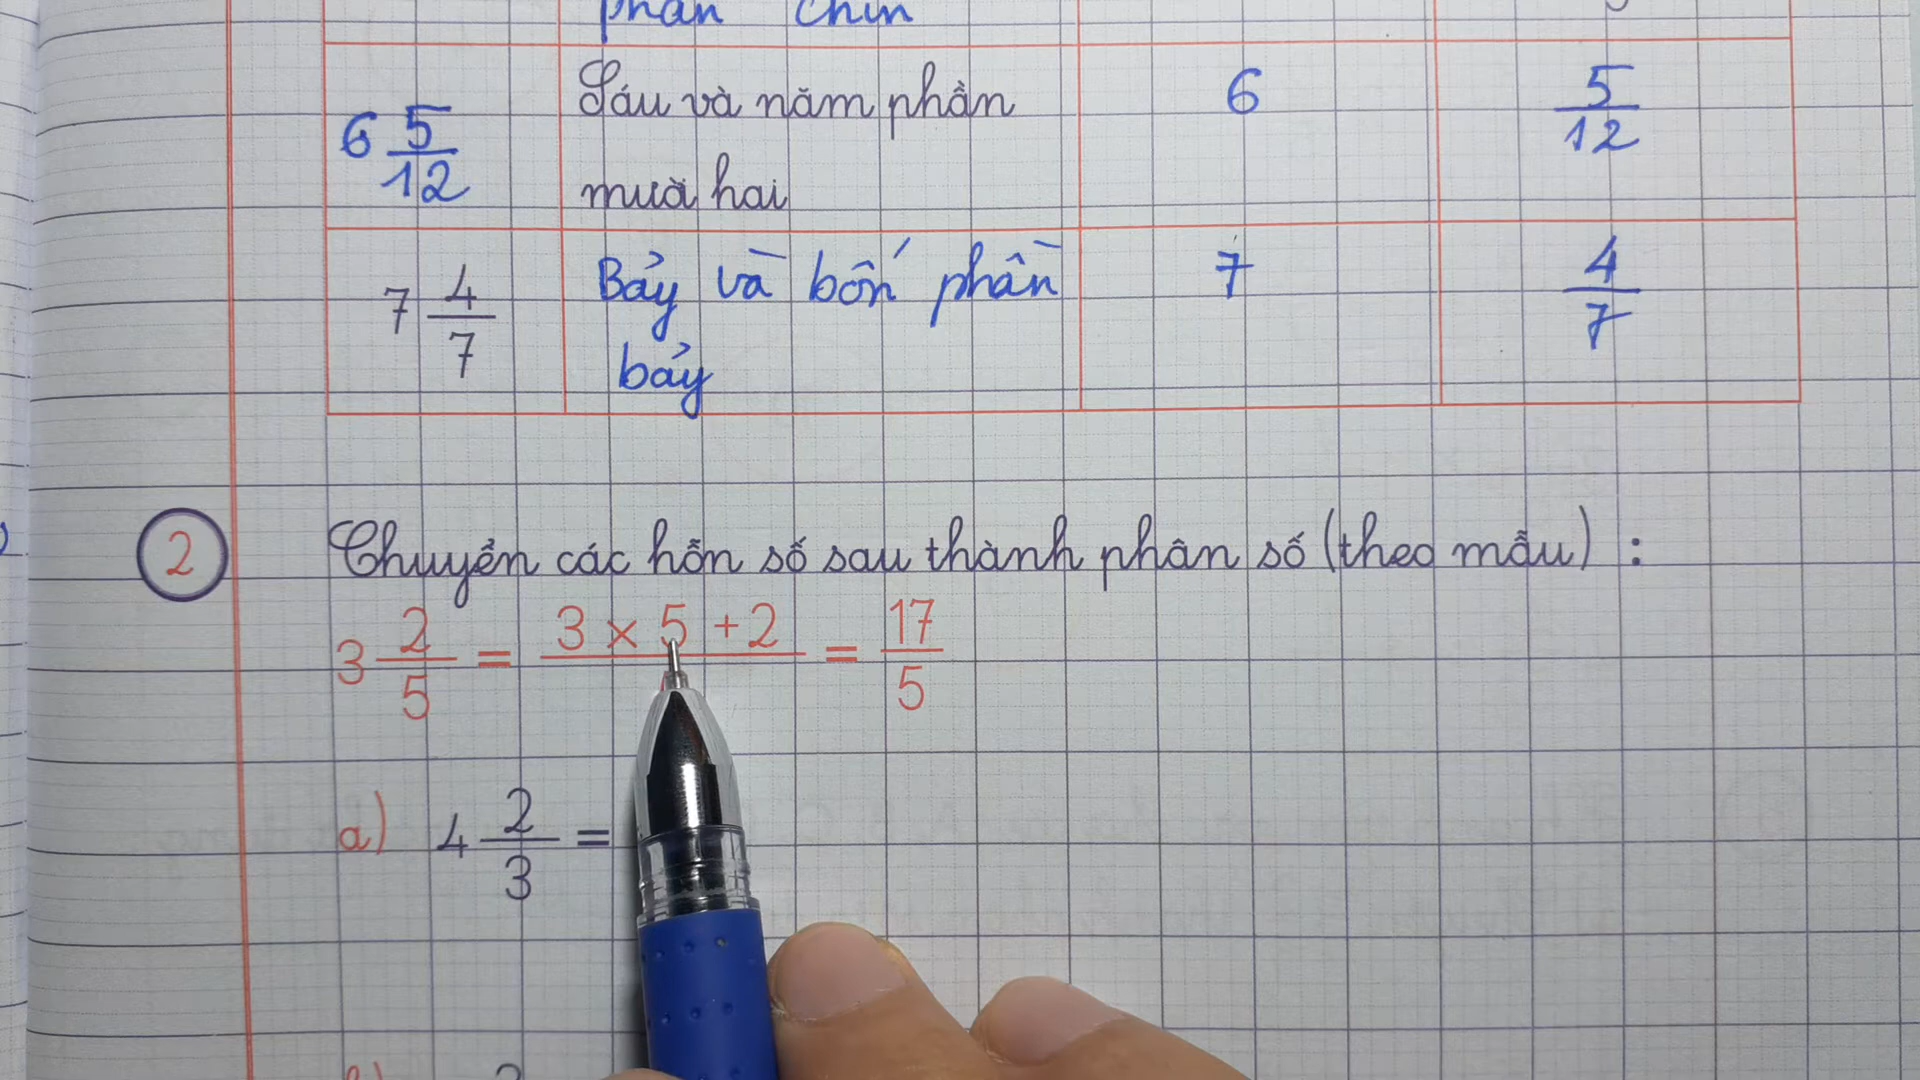 phần chín
6 5/12 Sáu và năm phần mười hai 6 5/12
7 4/7 Bảy và bốn phần bảy 7 4/7
2 Chuyển các hỗn số sau thành phân số (theo mẫu) :
3 2/5 = 3 × 5 + 2 / = 17/5
a) 4 2/3 =